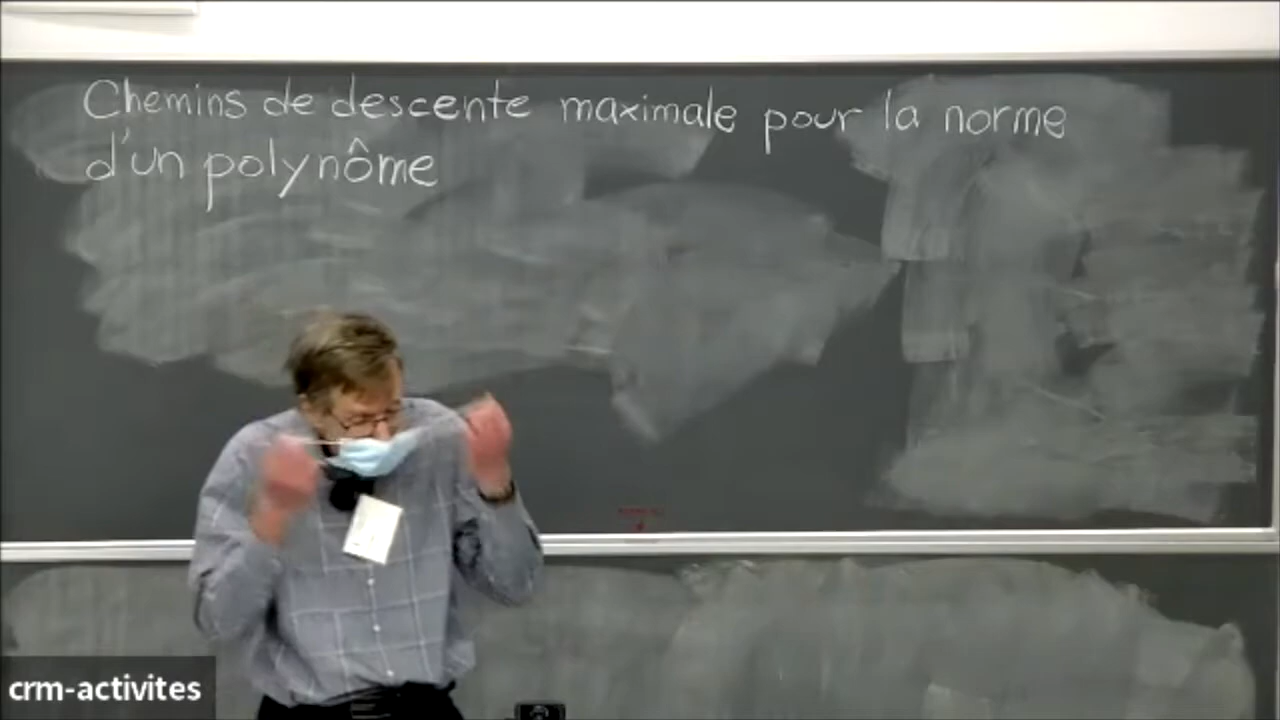 Chemins de descente maximale pour la norme
d'un polynôme
crm-activites